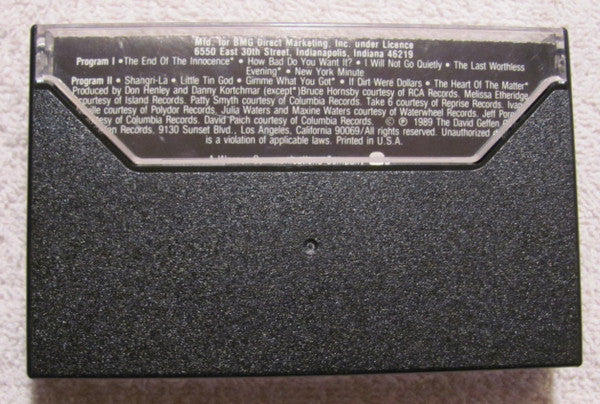 Mfd. for BMG Direct Marketing, Inc. under Licence
6550 East 30th Street, Indianapolis, Indiana 46219
Program I •The End Of The Innocence* • How Bad Do You Want It? • I Will Not Go Quietly • The Last Worthless
Evening* • New York Minute
Program II • Shangri-La • Little Tin God • Gimme What You Got* • If Dirt Were Dollars • The Heart Of The Matter*
Produced by Don Henley and Danny Kortchmar (except*)Bruce Hornsby courtesy of RCA Records. Melissa Etheridge
courtesy of Island Records. Patty Smyth courtesy of Columbia Records. Take 6 courtesy of Reprise Records. Ivan
courtesy of Polydor Records. Julia Waters and Maxine Waters courtesy of Waterwheel Records. Jeff
courtesy of Columbia Records. David Paich courtesy of Columbia Records. © ℗ 1989 The David Geffen
Records, 9130 Sunset Blvd., Los Angeles, California 90069/All rights reserved. Unauthorized
is a violation of applicable laws. Printed in U.S.A.